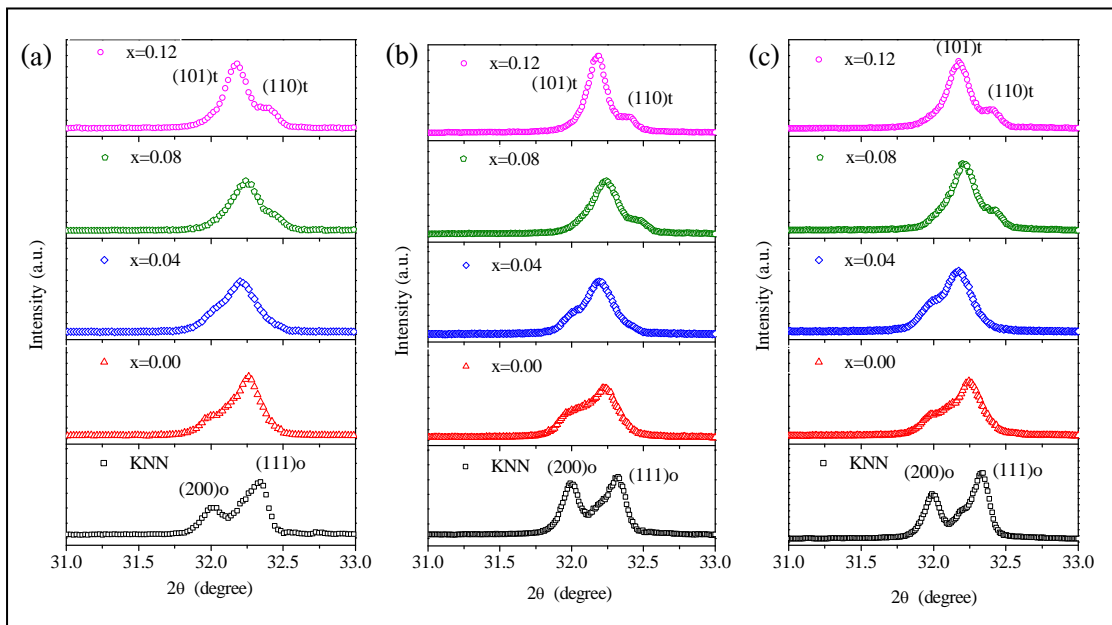 (a)
x=0.12
(101)t
(110)t
x=0.08
x=0.04
x=0.00
KNN
(200)o
(111)o
Intensity (a.u.)
31.0 31.5 32.0 32.5 33.0
2θ (degree)
(b)
x=0.12
(101)t
(110)t
x=0.08
x=0.04
x=0.00
KNN
(200)o
(111)o
Intensity (a.u.)
31.0 31.5 32.0 32.5 33.0
2θ (degree)
(c)
x=0.12
(101)t
(110)t
x=0.08
x=0.04
x=0.00
KNN
(200)o
(111)o
Intensity (a.u.)
31.0 31.5 32.0 32.5 33.0
2θ (degree)